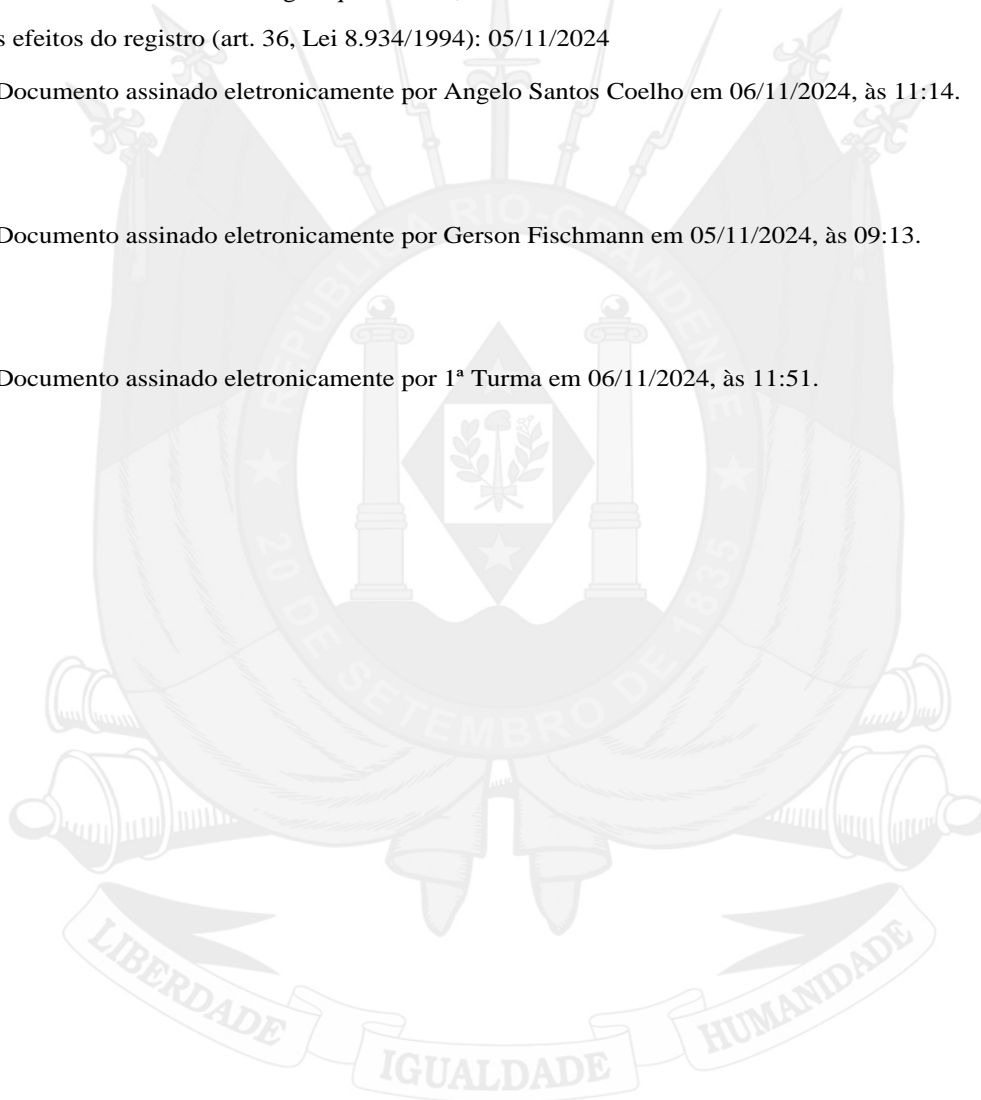 s efeitos do registro (art. 36, Lei 8.934/1994): 05/11/2024
Documento assinado eletronicamente por Angelo Santos Coelho em 06/11/2024, às 11:14.
Documento assinado eletronicamente por Gerson Fischmann em 05/11/2024, às 09:13.
Documento assinado eletronicamente por 1ª Turma em 06/11/2024, às 11:51.
REPÚBLICA RIO-GRANDENSE
20 DE SETEMBRO DE 1835
LIBERDADE
IGUALDADE
HUMANIDADE